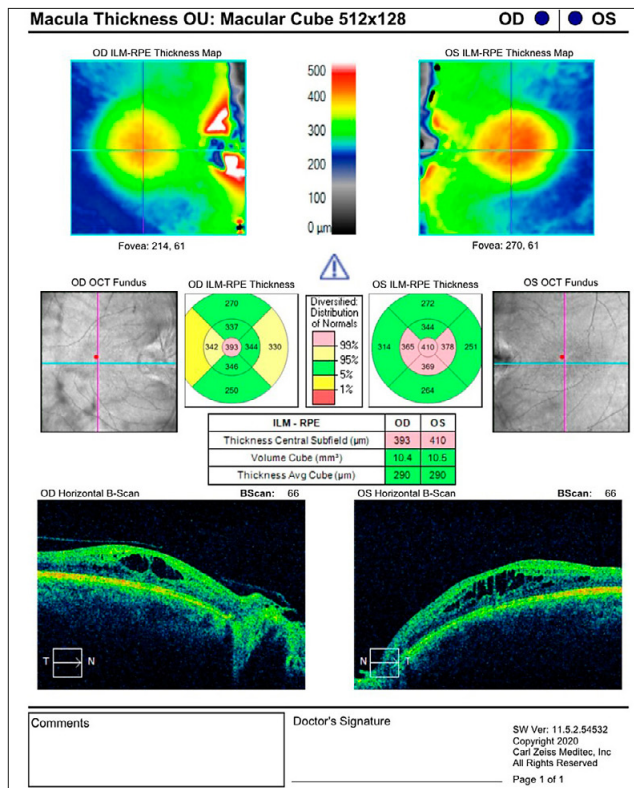 Macula Thickness OU: Macular Cube 512x128 OD OS
OD ILM-RPE Thickness Map
OS ILM-RPE Thickness Map
500
400
300
200
100
0 µm
Fovea: 214, 61
Fovea: 270, 61
OD OCT Fundus
OD ILM-RPE Thickness
OS ILM-RPE Thickness
OS OCT Fundus
270
337
342 393 344 330
346
250
Diversified:
Distribution
of Normals
99%
95%
5%
1%
272
344
314 365 410 378 251
369
264
ILM - RPE OD OS
Thickness Central Subfield (µm) 393 410
Volume Cube (mm³) 10.4 10.5
Thickness Avg Cube (µm) 290 290
OD Horizontal B-Scan BScan: 66
OS Horizontal B-Scan BScan: 66
T N
N T
Comments
Doctor's Signature
SW Ver: 11.5.2.54532
Copyright 2020
Carl Zeiss Meditec, Inc
All Rights Reserved
Page 1 of 1